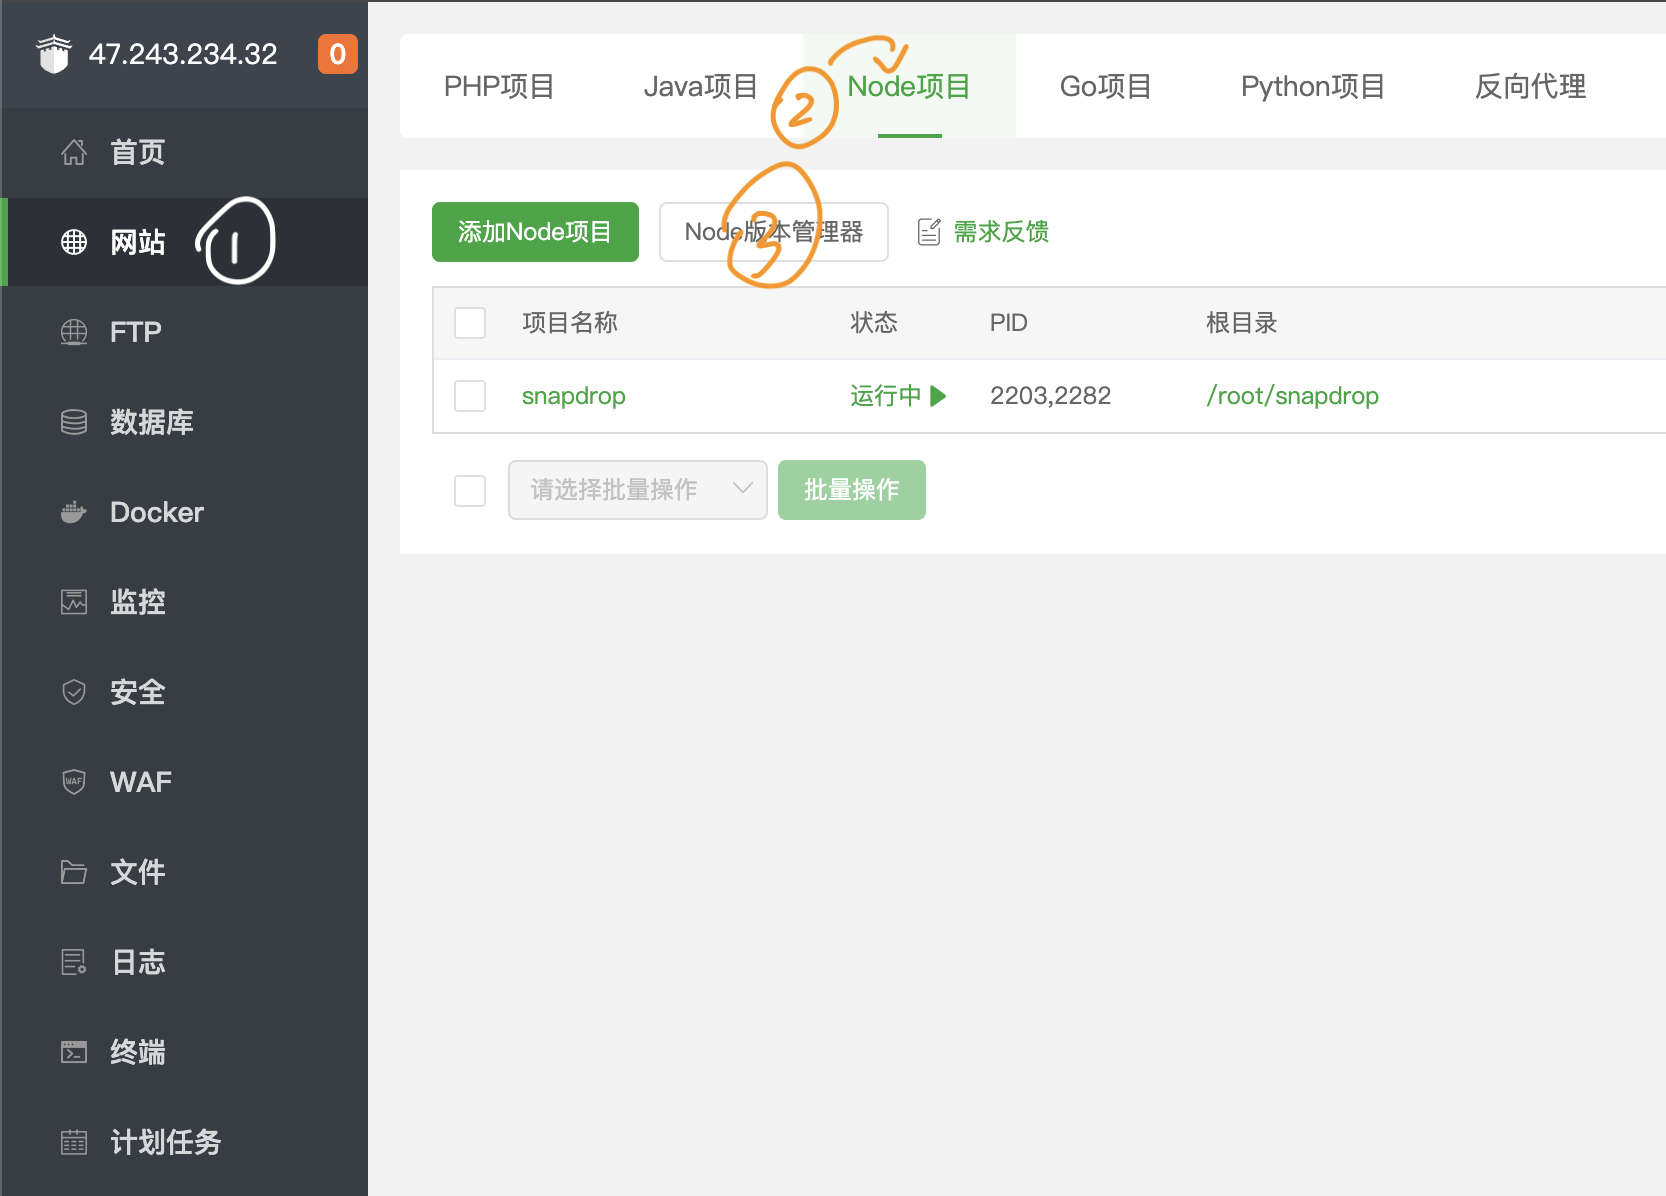 47.243.234.32 0
首页
网站 1
FTP
数据库
Docker
监控
安全
WAF
文件
日志
终端
计划任务
PHP项目 Java项目 2 Node项目 Go项目 Python项目 反向代理
添加Node项目 Node版本管理器 3 需求反馈
项目名称 状态 PID 根目录
snapdrop 运行中 2203,2282 /root/snapdrop
请选择批量操作 批量操作